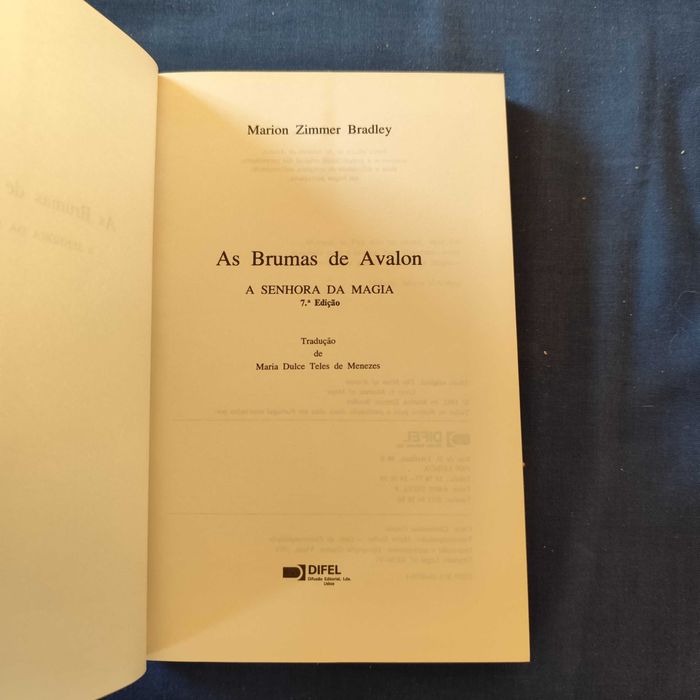 Marion Zimmer Bradley
As Brumas de Avalon
A SENHORA DA MAGIA
7.ª Edição
Tradução
de
Maria Dulce Teles de Menezes
DIFEL
Difusão Editorial, Lda.
Lisboa